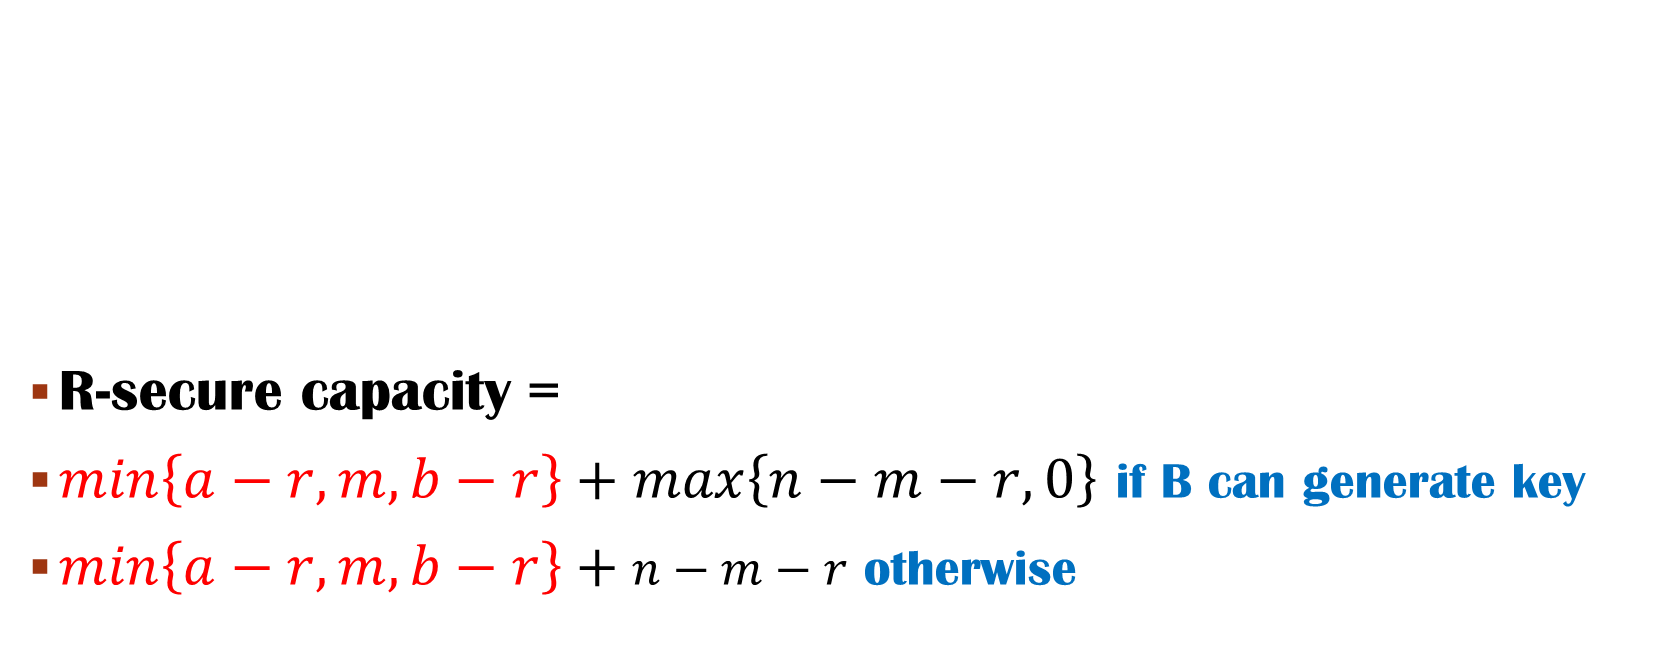 ▪ R-secure capacity =
▪ min{a − r, m, b − r} + max{n − m − r, 0} if B can generate key
▪ min{a − r, m, b − r} + n − m − r otherwise